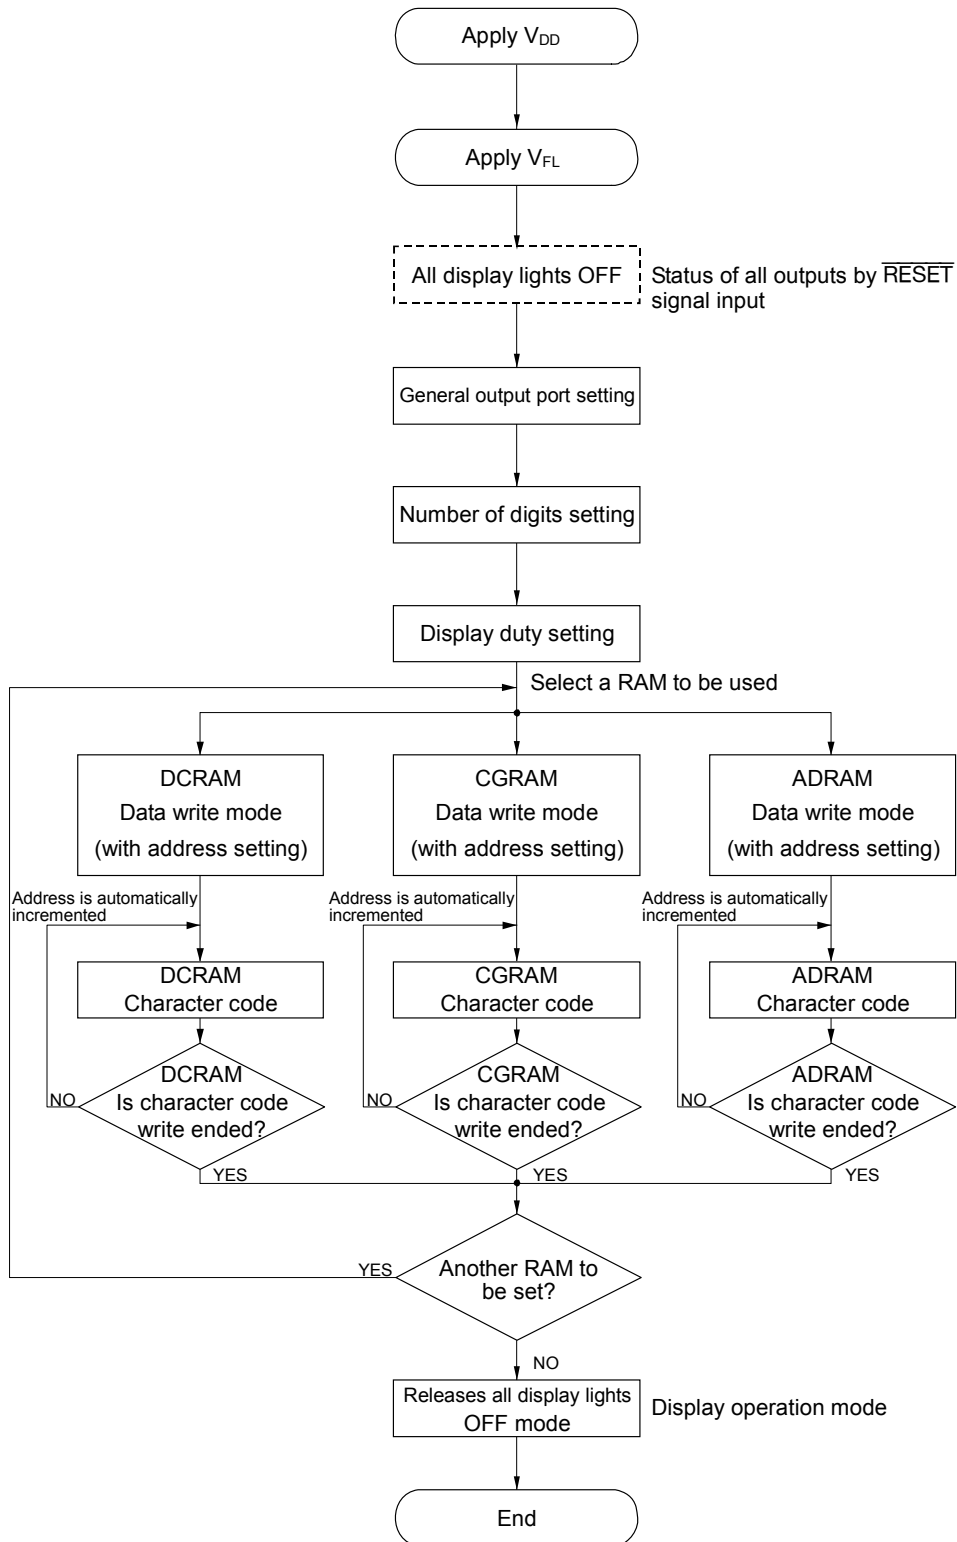 Apply VDD
Apply VFL
All display lights OFF
Status of all outputs by RESET
signal input
General output port setting
Number of digits setting
Display duty setting
Select a RAM to be used
DCRAM
Data write mode
(with address setting)
CGRAM
Data write mode
(with address setting)
ADRAM
Data write mode
(with address setting)
Address is automatically
incremented
Address is automatically
incremented
Address is automatically
incremented
DCRAM
Character code
CGRAM
Character code
ADRAM
Character code
DCRAM
Is character code
write ended?
NO
YES
CGRAM
Is character code
write ended?
NO
YES
ADRAM
Is character code
write ended?
NO
YES
Another RAM to
be set?
YES
NO
Releases all display lights
OFF mode
Display operation mode
End